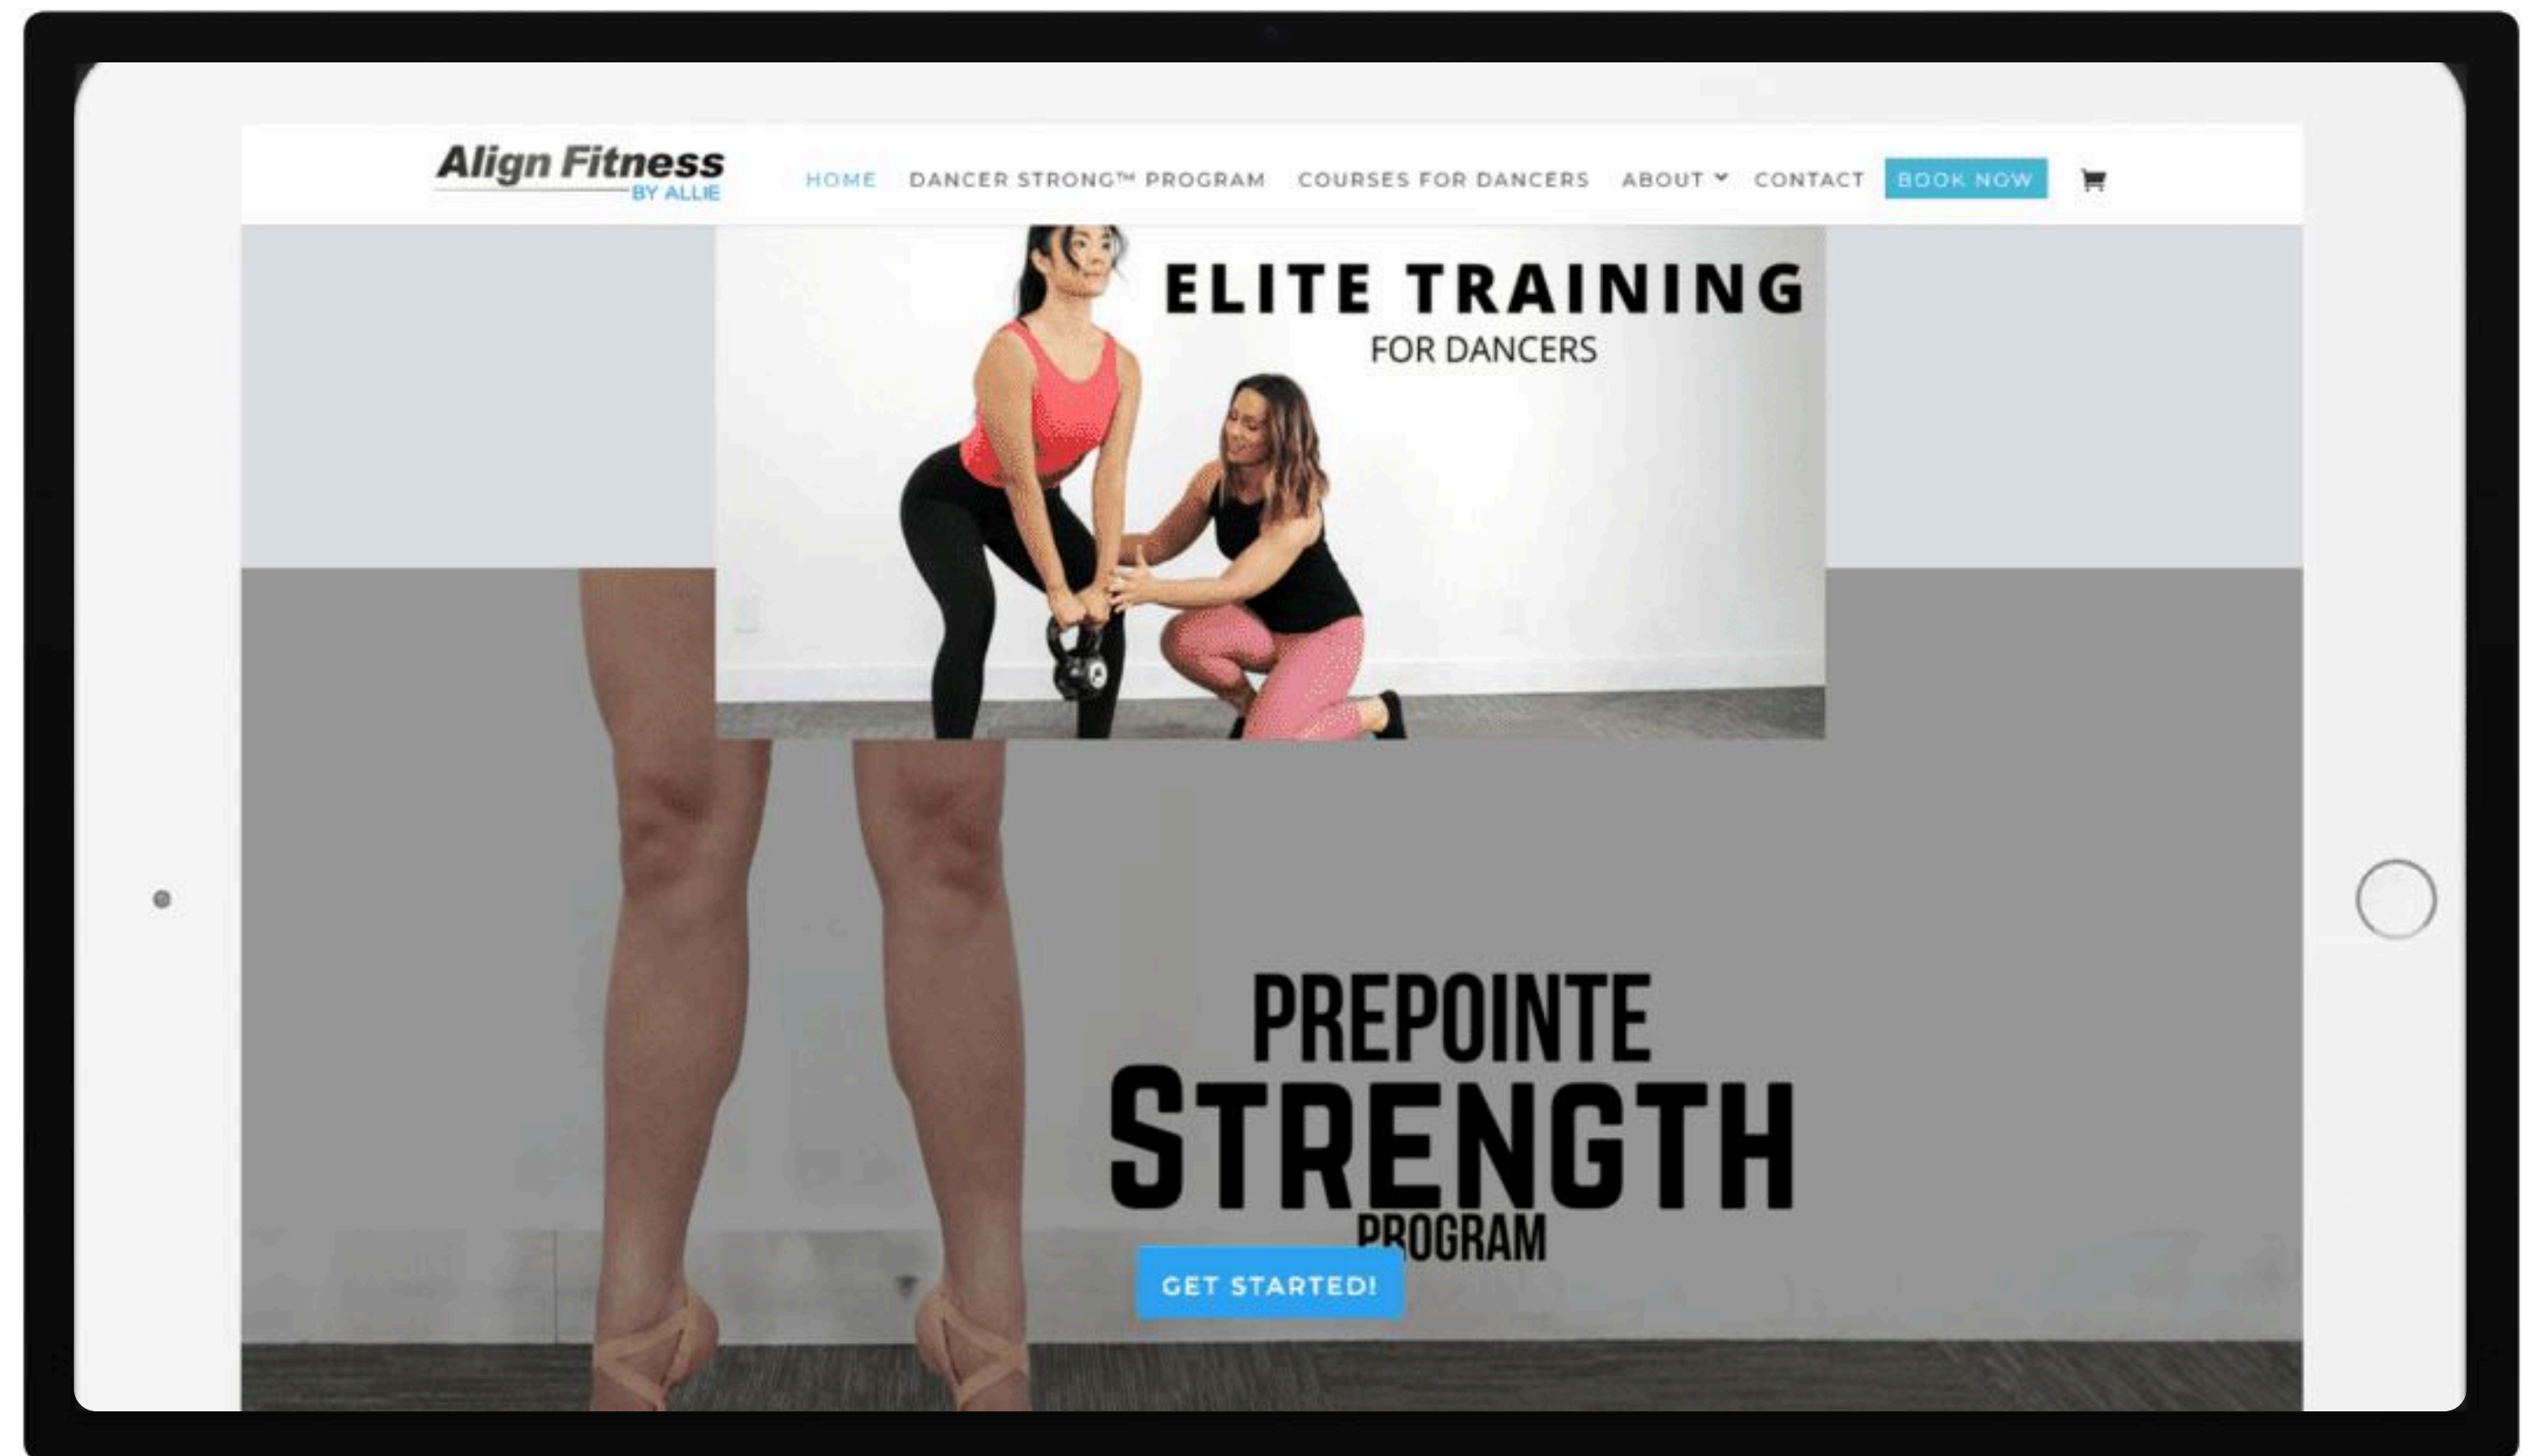 Align Fitness
BY ALLIE
HOME DANCER STRONG™ PROGRAM COURSES FOR DANCERS ABOUT CONTACT BOOK NOW
ELITE TRAINING
FOR DANCERS
PREPOINTE
STRENGTH
PROGRAM
GET STARTED!